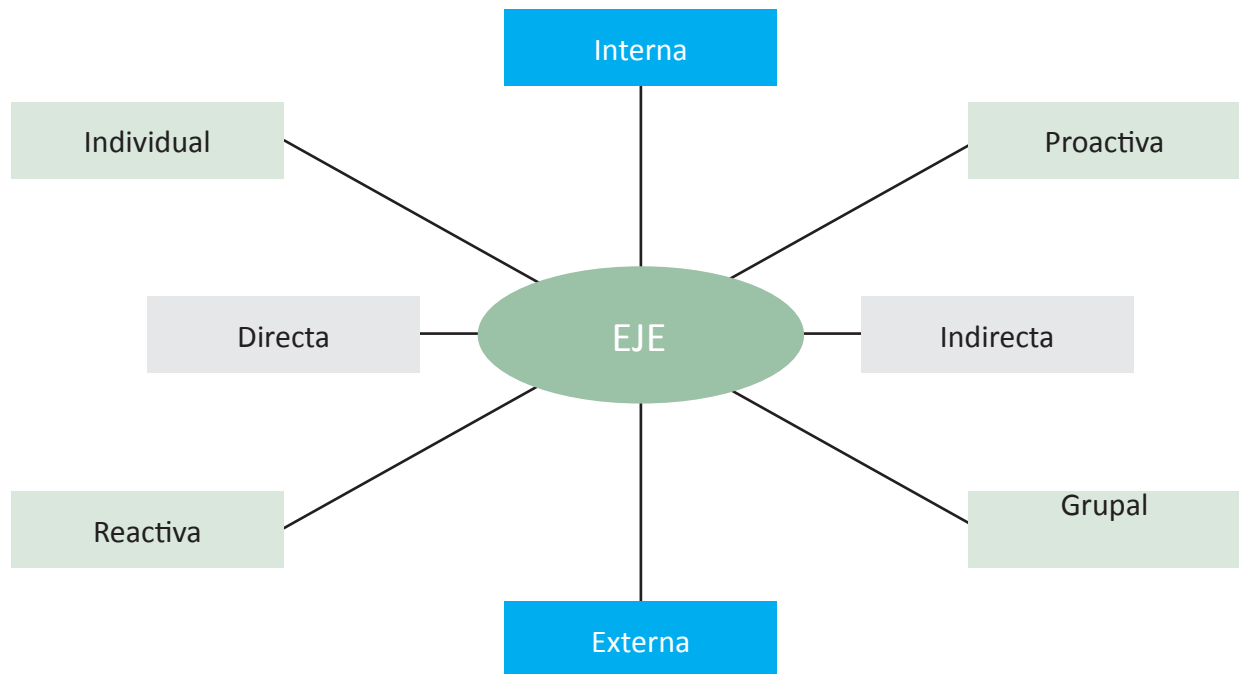 Interna
Individual
Proactiva
Directa
EJE
Indirecta
Reactiva
Grupal
Externa